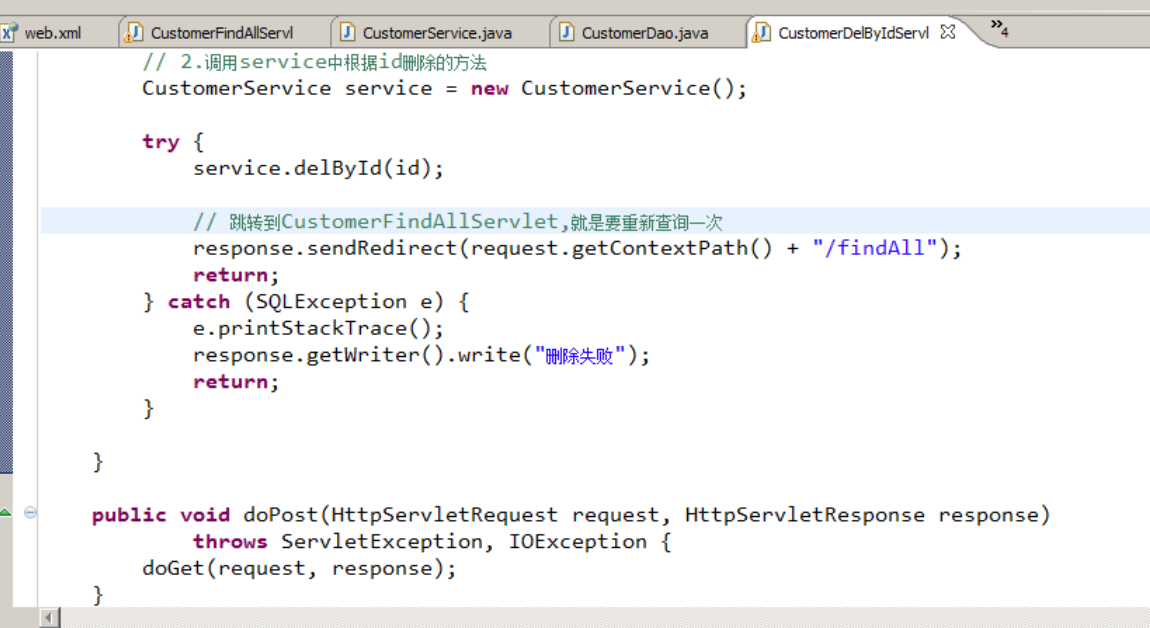 web.xml
CustomerFindAllServl
CustomerService.java
CustomerDao.java
CustomerDelByIdServl
»4
// 2.调用service中根据id删除的方法
CustomerService service = new CustomerService();
try {
service.delById(id);
// 跳转到CustomerFindAllServlet,就是要重新查询一次
response.sendRedirect(request.getContextPath() + "/findAll");
return;
} catch (SQLException e) {
e.printStackTrace();
response.getWriter().write("删除失败");
return;
}
}
public void doPost(HttpServletRequest request, HttpServletResponse response)
throws ServletException, IOException {
doGet(request, response);
}